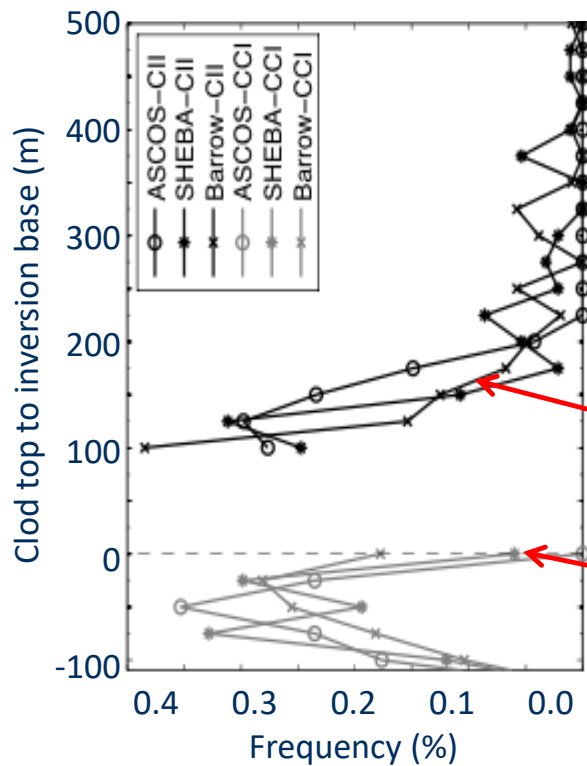 500
400
300
200
100
0
-100
Clod top to inversion base (m)
ASCOS-CII
SHEBA-CII
Barrow-CII
ASCOS-CCI
SHEBA-CCI
Barrow-CCI
0.4 0.3 0.2 0.1 0.0
Frequency (%)